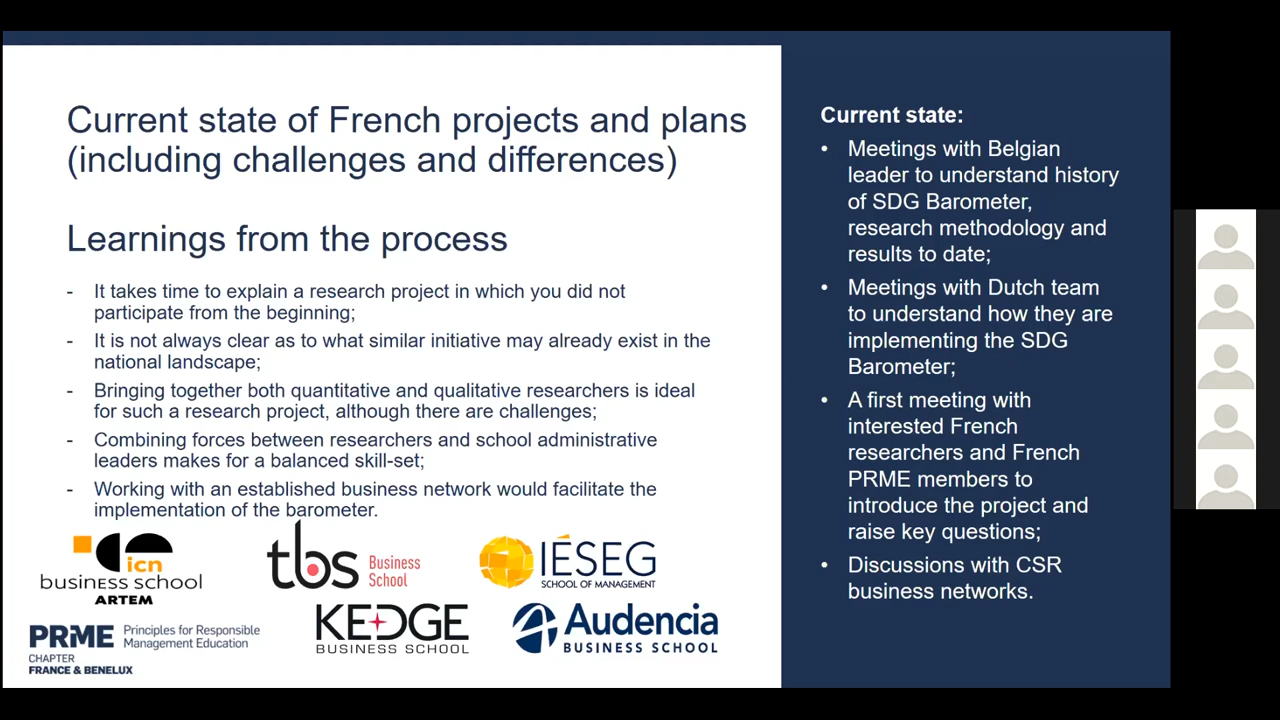 Current state of French projects and plans
(including challenges and differences)
Learnings from the process
- It takes time to explain a research project in which you did not
participate from the beginning;
- It is not always clear as to what similar initiative may already exist in the
national landscape;
- Bringing together both quantitative and qualitative researchers is ideal
for such a research project, although there are challenges;
- Combining forces between researchers and school administrative
leaders makes for a balanced skill-set;
- Working with an established business network would facilitate the
implementation of the barometer.
icn
business school
ARTEM
tbs Business
School
IÉSEG
SCHOOL OF MANAGEMENT
PRME Principles for Responsible
Management Education
CHAPTER
FRANCE & BENELUX
KEDGE
BUSINESS SCHOOL
Audencia
BUSINESS SCHOOL
Current state:
• Meetings with Belgian
leader to understand history
of SDG Barometer,
research methodology and
results to date;
• Meetings with Dutch team
to understand how they are
implementing the SDG
Barometer;
• A first meeting with
interested French
researchers and French
PRME members to
introduce the project and
raise key questions;
• Discussions with CSR
business networks.